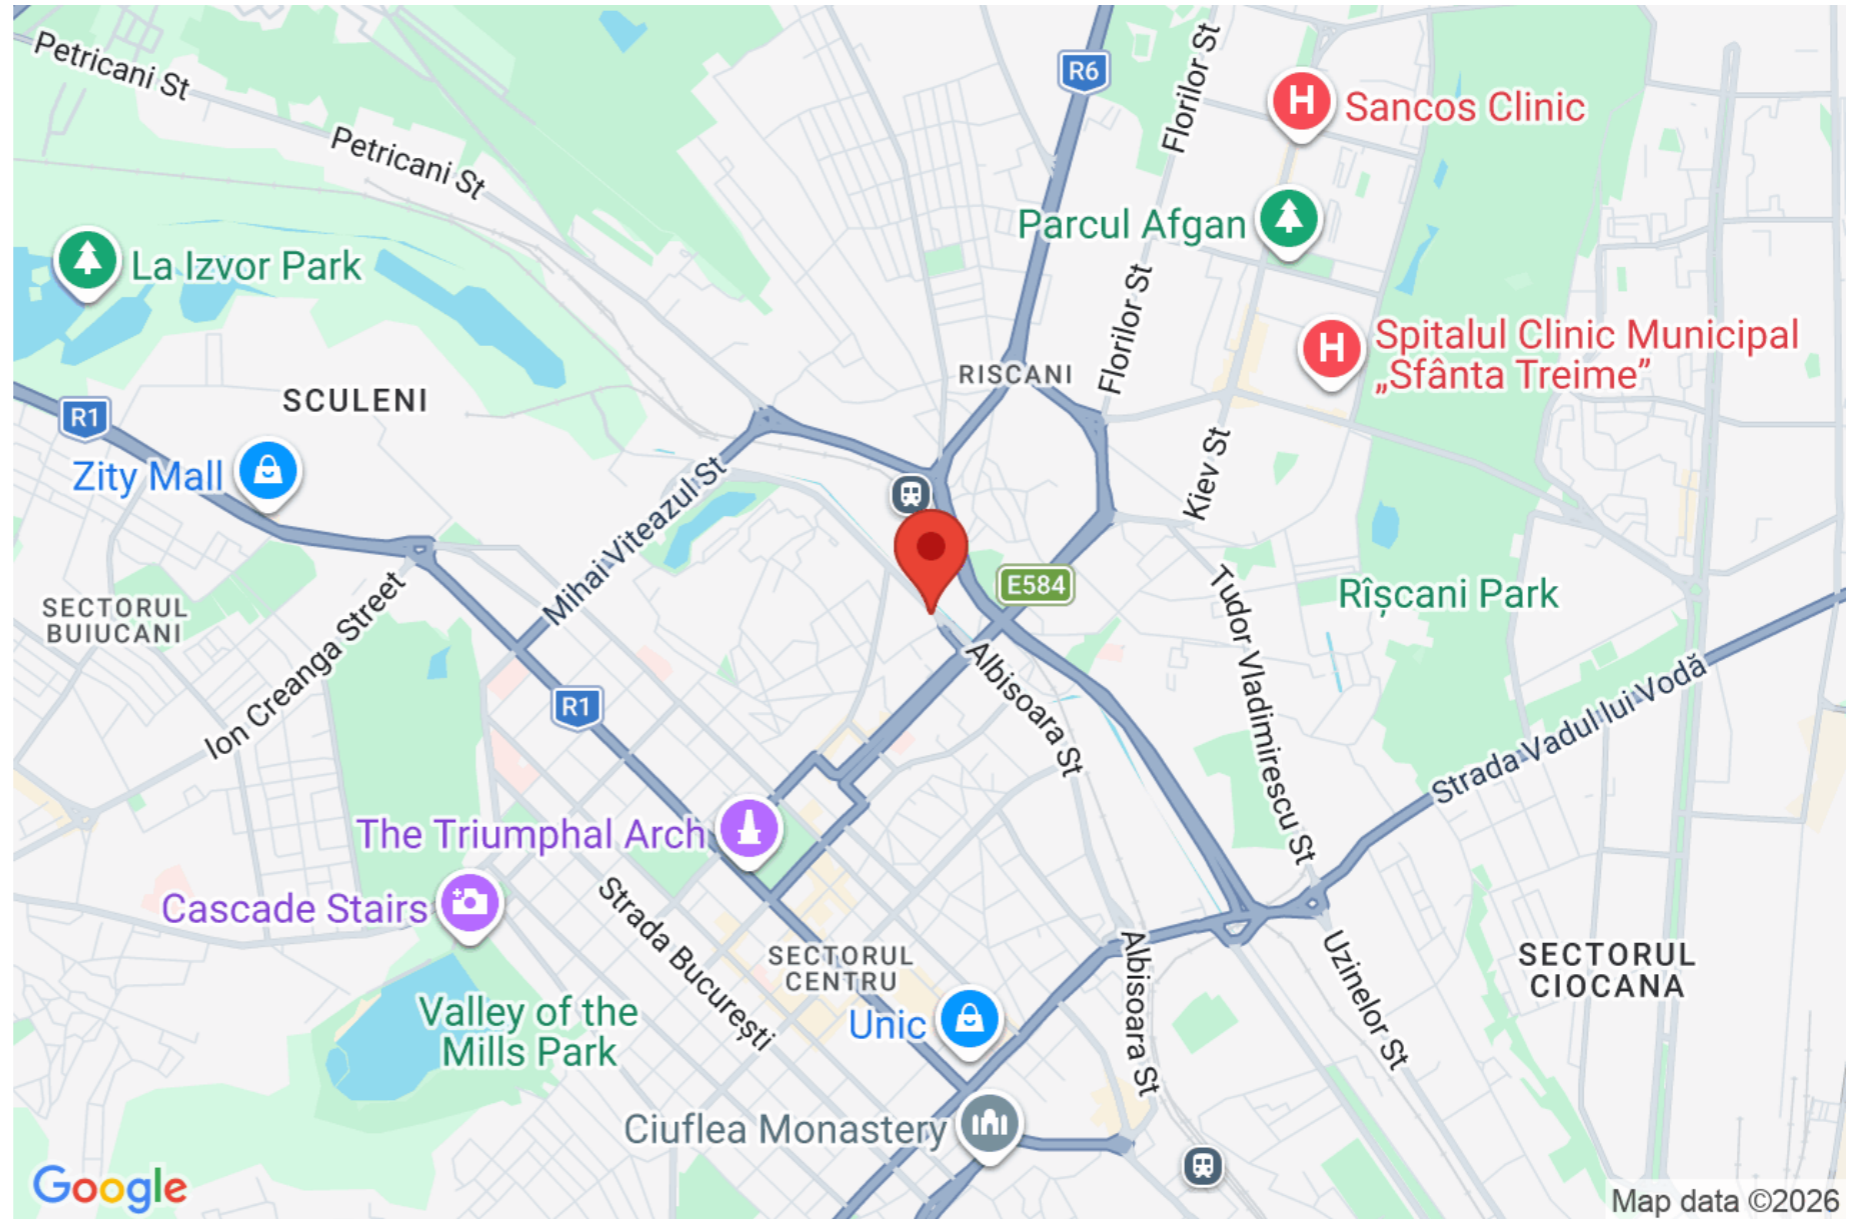 Petricani St
Petricani St
R6
Florilor St
Sancos Clinic
Parcul Afgan
La Izvor Park
Florilor St
Spitalul Clinic Municipal
„Sfânta Treime”
RISCANI
SCULENI
R1
Zity Mall
Mihai Viteazul St
Kiev St
E584
Rîșcani Park
SECTORUL
BUIUCANI
Ion Creanga Street
Tudor Vladimirescu St
Albisoara St
R1
Strada Vadul lui Vodă
The Triumphal Arch
Cascade Stairs
Strada București
SECTORUL
CENTRU
Albisoara St
Uzinelor St
SECTORUL
CIOCANA
Valley of the
Mills Park
Unic
Ciuflea Monastery
Google
Map data ©2026